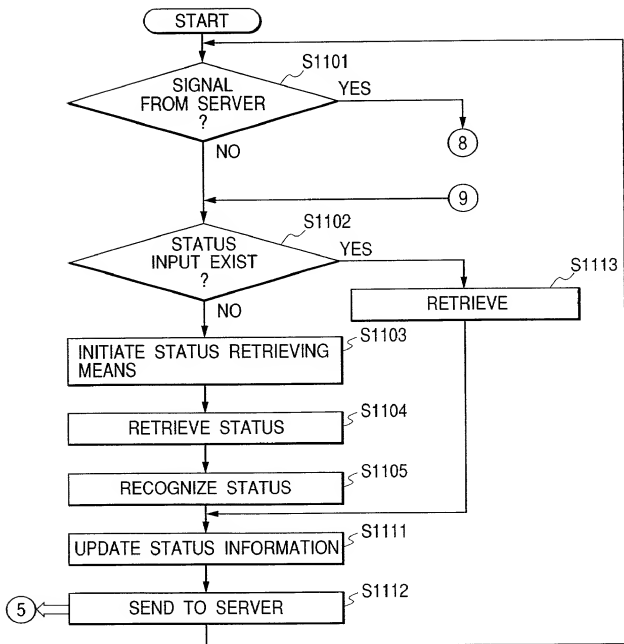 START
S1101
SIGNAL
FROM SERVER
?
YES
8
NO
9
S1102
STATUS
INPUT EXIST
?
YES
S1113
NO
RETRIEVE
S1103
INITIATE STATUS RETRIEVING
MEANS
S1104
RETRIEVE STATUS
S1105
RECOGNIZE STATUS
S1111
UPDATE STATUS INFORMATION
S1112
5
SEND TO SERVER